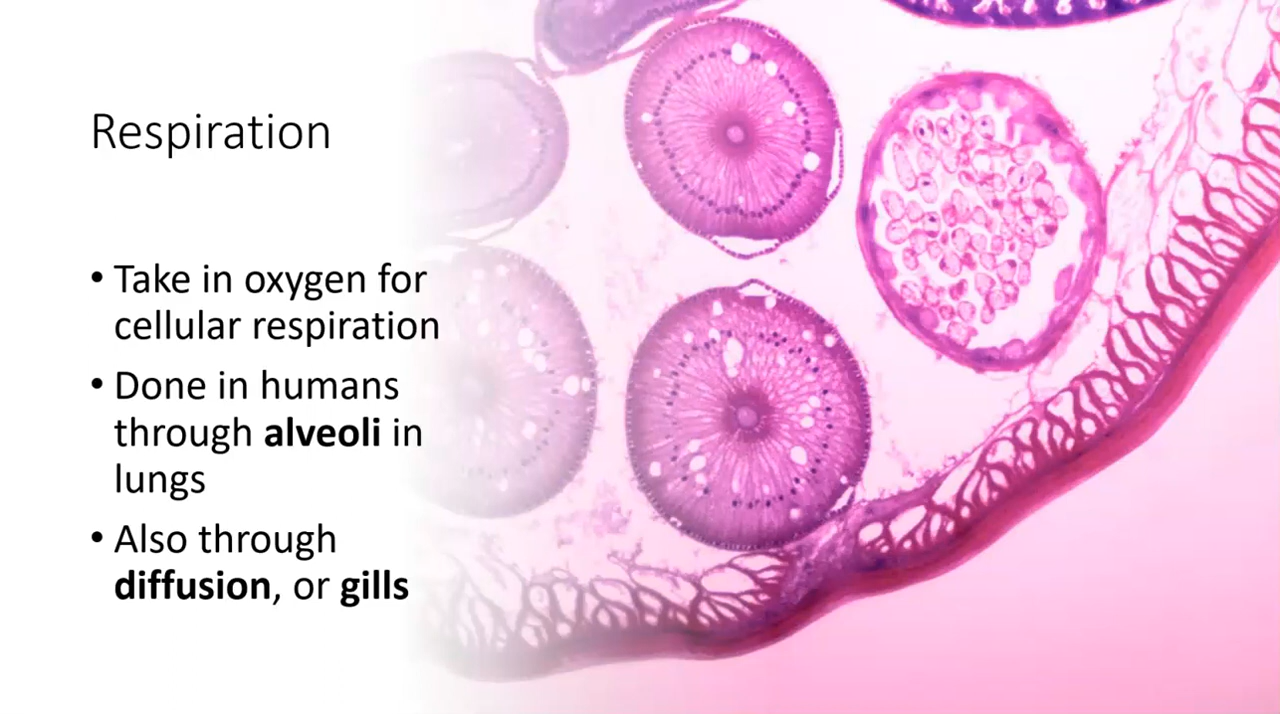 Respiration
• Take in oxygen for
cellular respiration
• Done in humans
through alveoli in
lungs
• Also through
diffusion, or gills